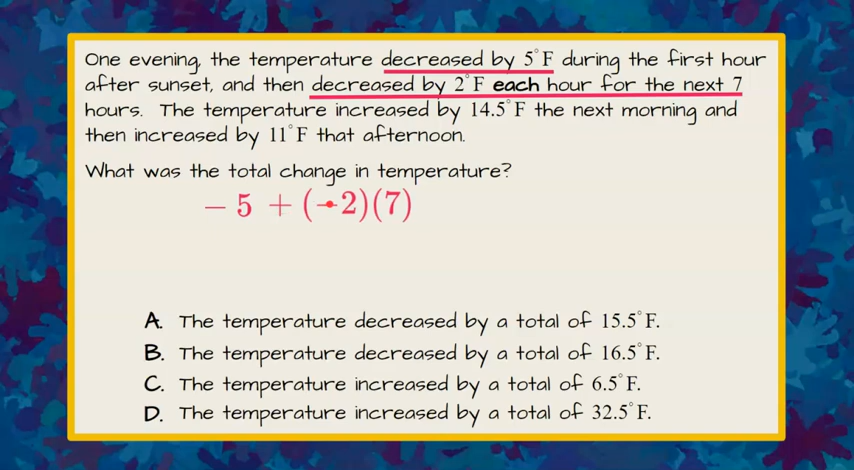 One evening, the temperature decreased by 5°F during the first hour
after sunset, and then decreased by 2°F each hour for the next 7
hours. The temperature increased by 14.5°F the next morning and
then increased by 11°F that afternoon.
What was the total change in temperature?
− 5 + (−2)(7)
A. The temperature decreased by a total of 15.5°F.
B. The temperature decreased by a total of 16.5°F.
C. The temperature increased by a total of 6.5°F.
D. The temperature increased by a total of 32.5°F.